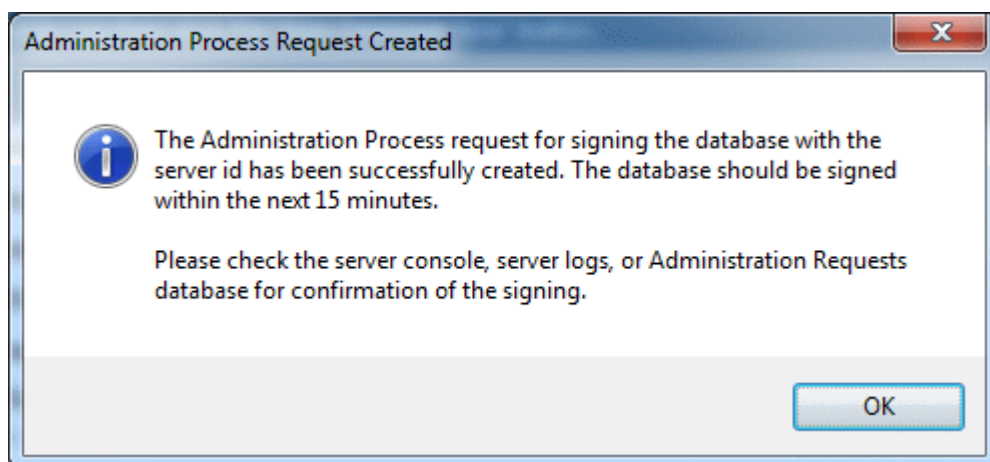 Administration Process Request Created
The Administration Process request for signing the database with the
server id has been successfully created. The database should be signed
within the next 15 minutes.
Please check the server console, server logs, or Administration Requests
database for confirmation of the signing.
OK